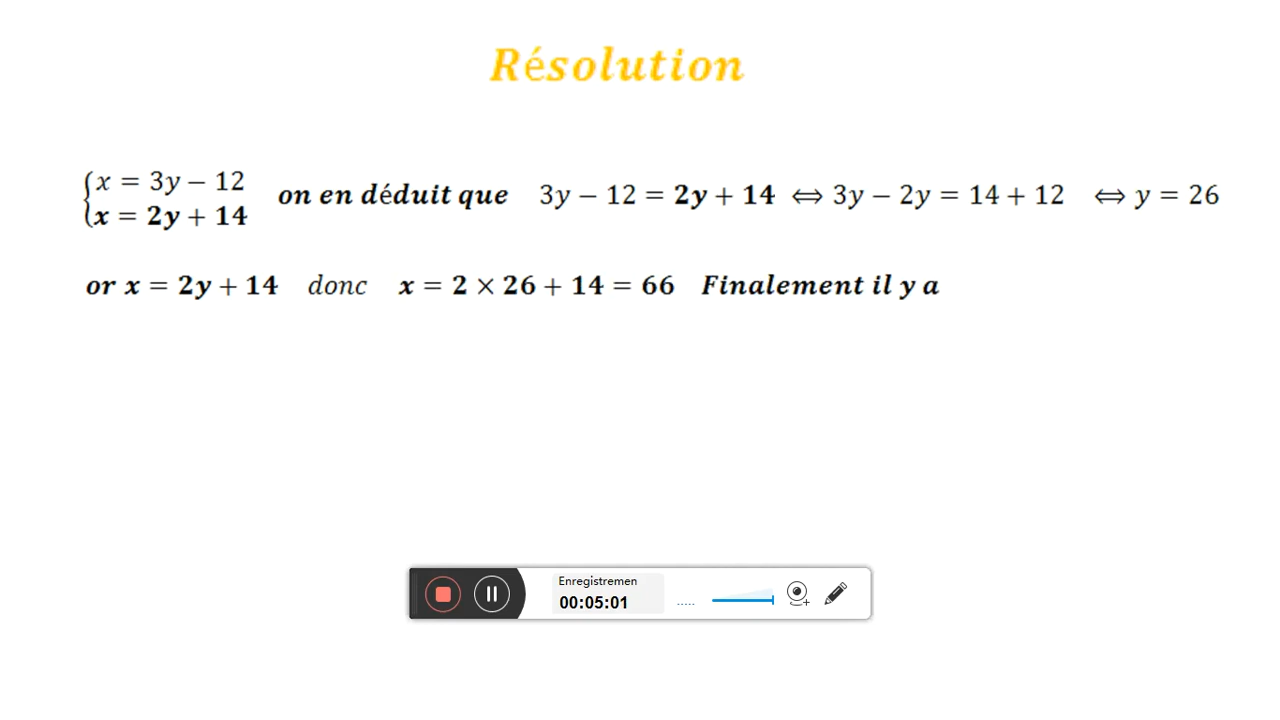 Résolution
x = 3y − 12
x = 2y + 14
on en déduit que 3y − 12 = 2y + 14 ⟺ 3y − 2y = 14 + 12 ⟺ y = 26
or x = 2y + 14 donc x = 2 × 26 + 14 = 66 Finalement il y a
Enregistremen
00:05:01